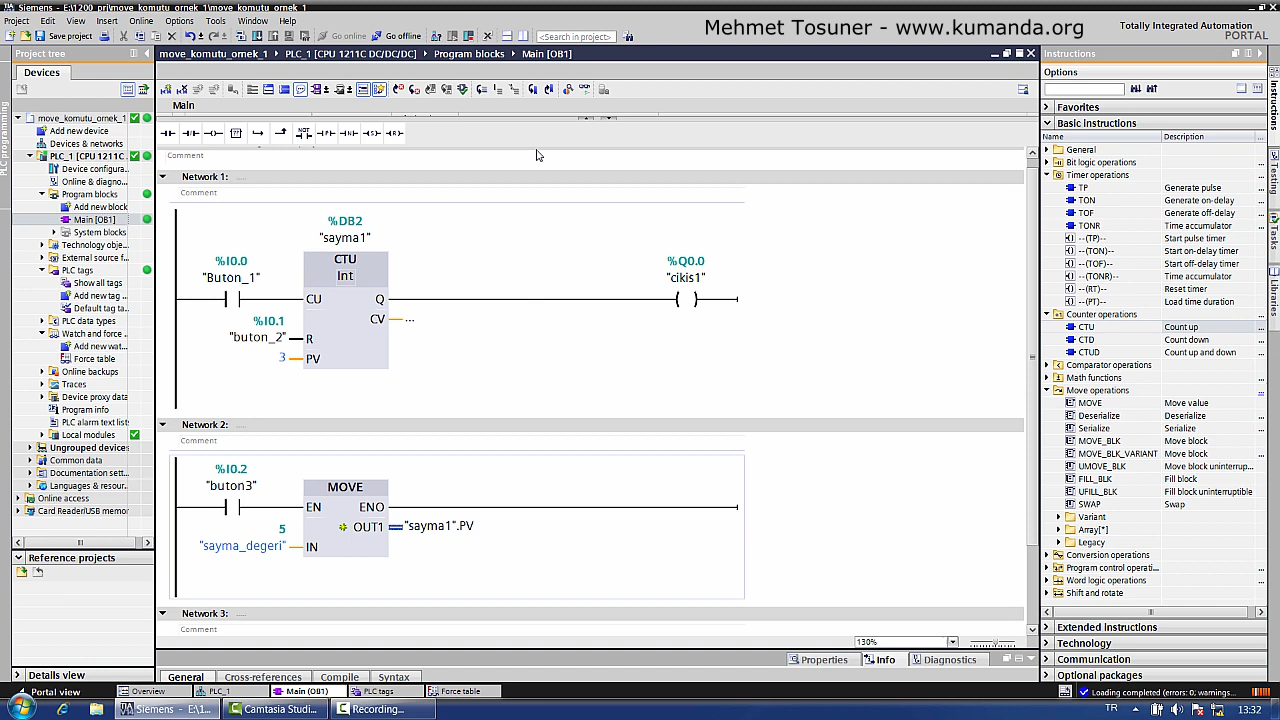 Siemens - E:\1200_prj\move_komutu_ornek_1\move_komutu_ornek_1
Project Edit View Insert Online Options Tools Window Help
Mehmet Tosuner - www.kumanda.org
Totally Integrated Automation
PORTAL
Save project
Go online
Go offline
<Search in project>
Project tree
Devices
move_komutu_ornek_1
Add new device
Devices & networks
PLC_1 [CPU 1211C
Device configura..
Online & diagno...
Program blocks
Add new block
Main [OB1]
System blocks
Technology obje..
External source f..
PLC tags
Show all tags
Add new tag ..
Default tag ta..
PLC data types
Watch and force ..
Add new wat..
Force table
Online backups
Traces
Device proxy data
Program info
PLC alarm text lists
Local modules
Ungrouped devices
Common data
Documentation sett..
Languages & resour..
Online access
Card Reader/USB memor
Reference projects
Details view
PLC programming
move_komutu_ornek_1 PLC_1 [CPU 1211C DC/DC/DC] Program blocks Main [OB1]
Main
Comment
Network 1: .....
Comment
%DB2
"sayma1"
CTU
Int
%I0.0
"Buton_1"
CU
Q
%Q0.0
"cikis1"
CV
...
%I0.1
"buton_2"
R
3
PV
Network 2: .....
Comment
%I0.2
"buton3"
MOVE
EN
ENO
OUT1
"sayma1".PV
5
"sayma_degeri"
IN
Network 3: .....
Comment
130%
Properties
Info
Diagnostics
General
Cross-references
Compile
Syntax
Instructions
Options
Favorites
Basic instructions
Name Description
General
Bit logic operations
Timer operations
TP Generate pulse
TON Generate on-delay
TOF Generate off-delay
TONR Time accumulator
--(TP)-- Start pulse timer
--(TON)-- Start on-delay timer
--(TOF)-- Start off-delay timer
--(TONR)-- Time accumulator
--(RT)-- Reset timer
--(PT)-- Load time duration
Counter operations
CTU Count up
CTD Count down
CTUD Count up and down
Comparator operations
Math functions
Move operations
MOVE Move value
Deserialize Deserialize
Serialize Serialize
MOVE_BLK Move block
MOVE_BLK_VARIANT Move block
UMOVE_BLK Move block uninterrup...
FILL_BLK Fill block
UFILL_BLK Fill block uninterruptible
SWAP Swap
Variant
Array[*]
Legacy
Conversion operations
Program control operati..
Word logic operations
Shift and rotate
Extended instructions
Technology
Communication
Optional packages
Instructions
Testing
Tasks
Libraries
Portal view
Overview
PLC_1
Main (OB1)
PLC tags
Force table
Loading completed (errors: 0; warnings...
Siemens - E:\1...
Camtasia Studi...
Recording...
TR
13:32